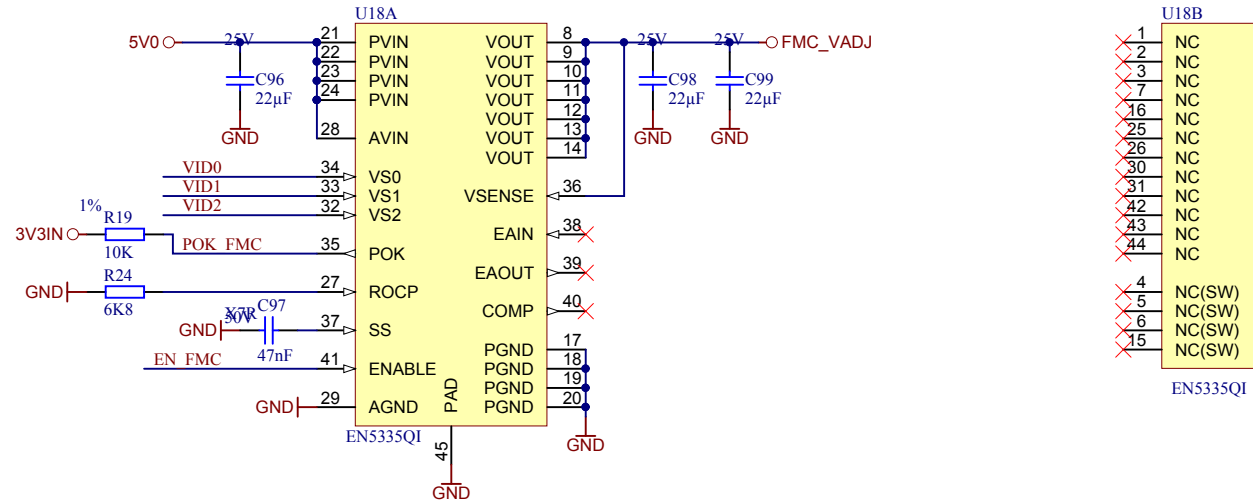 U18A
U18B
5V0
25V
21 PVIN VOUT 8
25V
25V
FMC_VADJ
22 PVIN VOUT 9
23 PVIN VOUT 10
24 PVIN VOUT 11
VOUT 12
28 AVIN VOUT 13
VOUT 14
C96
22µF
GND
C98
22µF
GND
C99
22µF
GND
VID0 34 VS0
VID1 33 VS1 VSENSE 36
VID2 32 VS2
1%
R19
3V3IN
10K
POK_FMC 35 POK
EAIN 38
R24
GND
6K8
27 ROCP
EAOUT 39
X7R
50V
C97
GND
47nF
37 SS
COMP 40
EN_FMC 41 ENABLE
PGND 17
PGND 18
PGND 19
PGND 20
GND 29 AGND
PAD
GND
EN5335QI
45
GND
1 NC
2 NC
3 NC
7 NC
16 NC
25 NC
26 NC
30 NC
31 NC
42 NC
43 NC
44 NC
4 NC(SW)
5 NC(SW)
6 NC(SW)
15 NC(SW)
EN5335QI